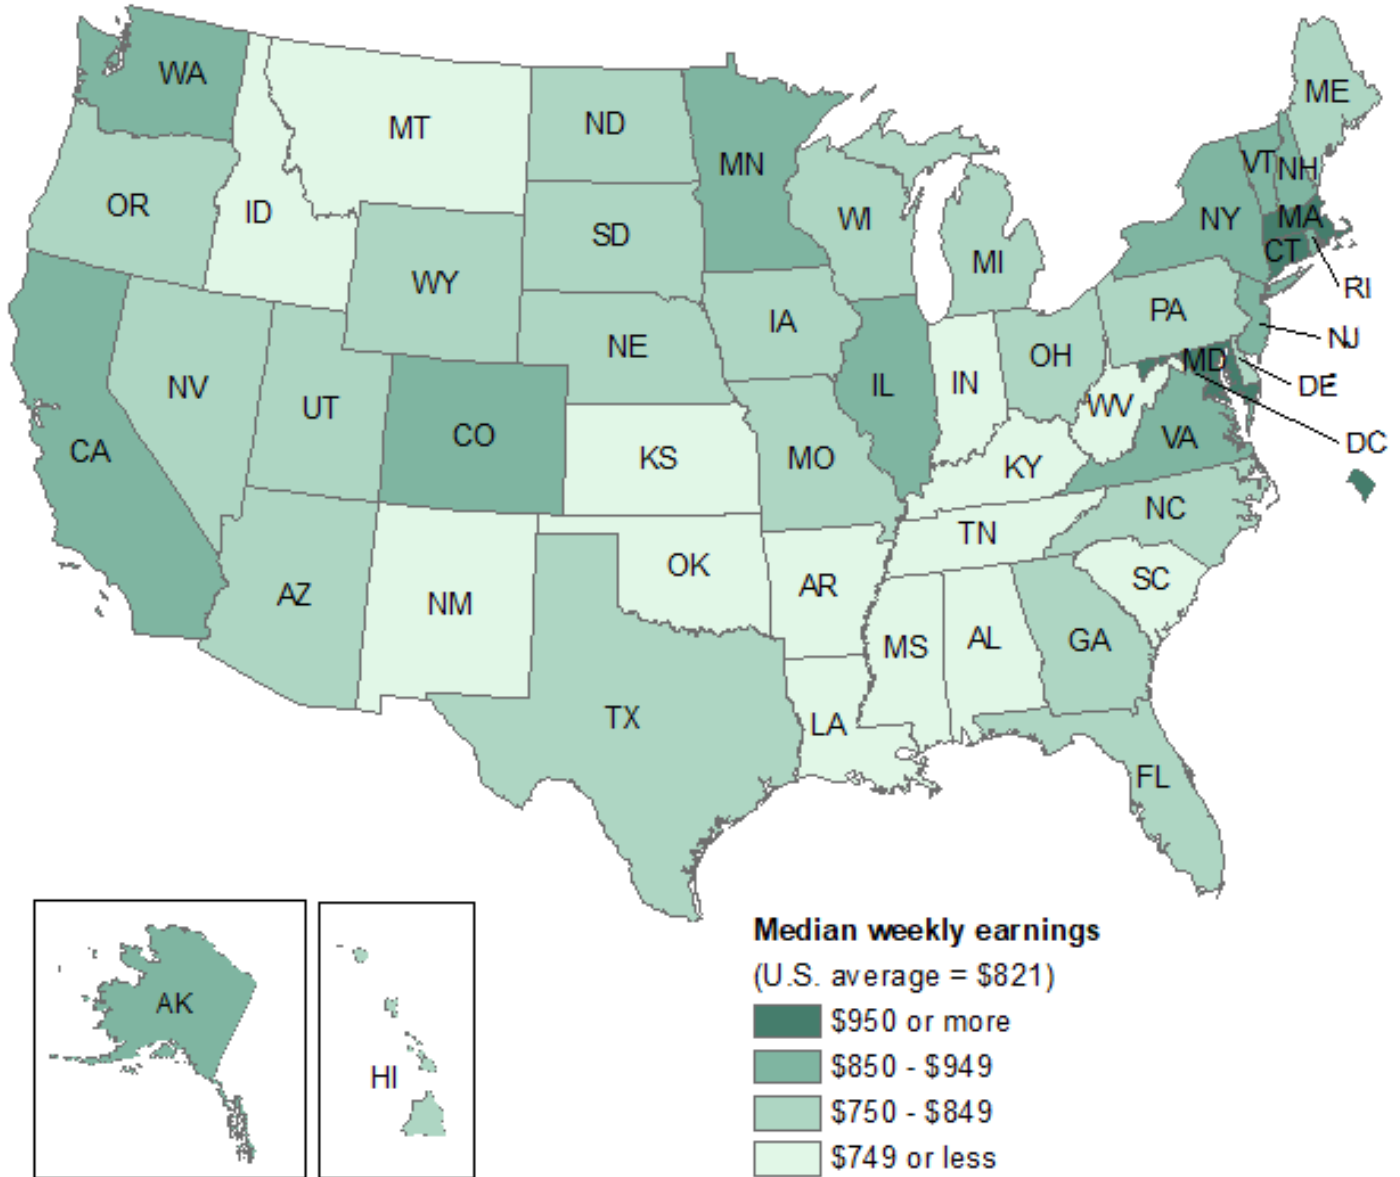 WA
MT
ND
MN
ME
VT
NH
OR
ID
SD
WI
NY
MA
CT
MI
RI
WY
IA
PA
NJ
NE
OH
MD
DE
NV
UT
CO
IL
IN
WV
DC
CA
KS
MO
KY
VA
NC
TN
OK
AR
SC
AZ
NM
MS
AL
GA
TX
LA
FL
AK
HI
Median weekly earnings
(U.S. average = $821)
$950 or more
$850 - $949
$750 - $849
$749 or less